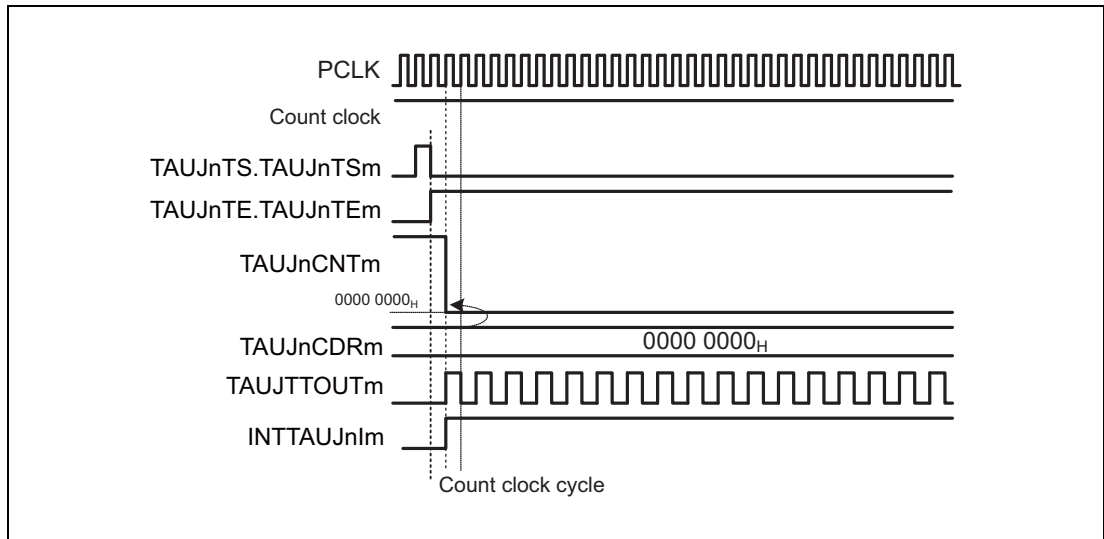 PCLK
Count clock
TAUJnTS.TAUJnTSm
TAUJnTE.TAUJnTEm
TAUJnCNTm
0000 0000H
TAUJnCDRm
0000 0000H
TAUJTTOUTm
INTTAUJnIm
Count clock cycle